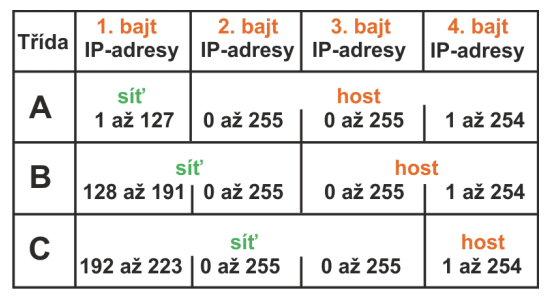 Třída 1. bajt 2. bajt 3. bajt 4. bajt
IP-adresy IP-adresy IP-adresy IP-adresy
A síť host
1 až 127 0 až 255 0 až 255 1 až 254
B síť host
128 až 191 0 až 255 0 až 255 1 až 254
C síť host
192 až 223 0 až 255 0 až 255 1 až 254